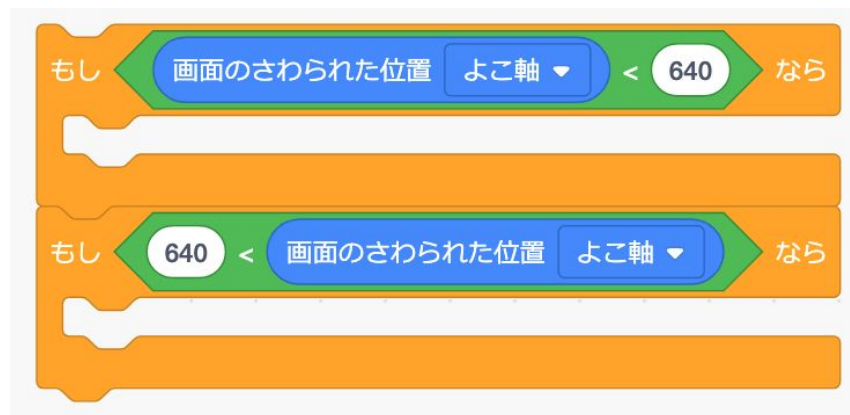 もし 画面のさわられた位置 よこ軸 < 640 なら
もし 640 < 画面のさわられた位置 よこ軸 なら